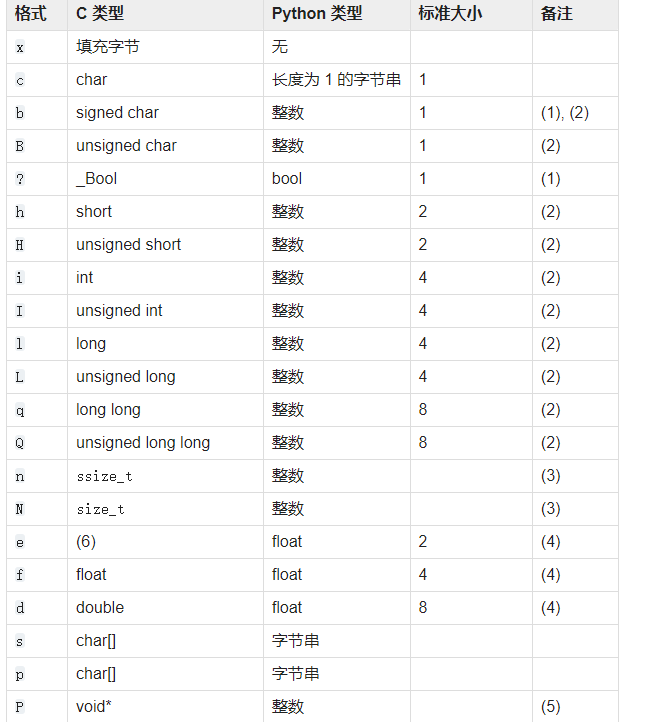 格式 C 类型 Python 类型 标准大小 备注
x 填充字节 无
c char 长度为 1 的字节串 1
b signed char 整数 1 (1), (2)
B unsigned char 整数 1 (2)
? _Bool bool 1 (1)
h short 整数 2 (2)
H unsigned short 整数 2 (2)
i int 整数 4 (2)
I unsigned int 整数 4 (2)
l long 整数 4 (2)
L unsigned long 整数 4 (2)
q long long 整数 8 (2)
Q unsigned long long 整数 8 (2)
n ssize_t 整数 (3)
N size_t 整数 (3)
e (6) float 2 (4)
f float float 4 (4)
d double float 8 (4)
s char[] 字节串
p char[] 字节串
P void* 整数 (5)